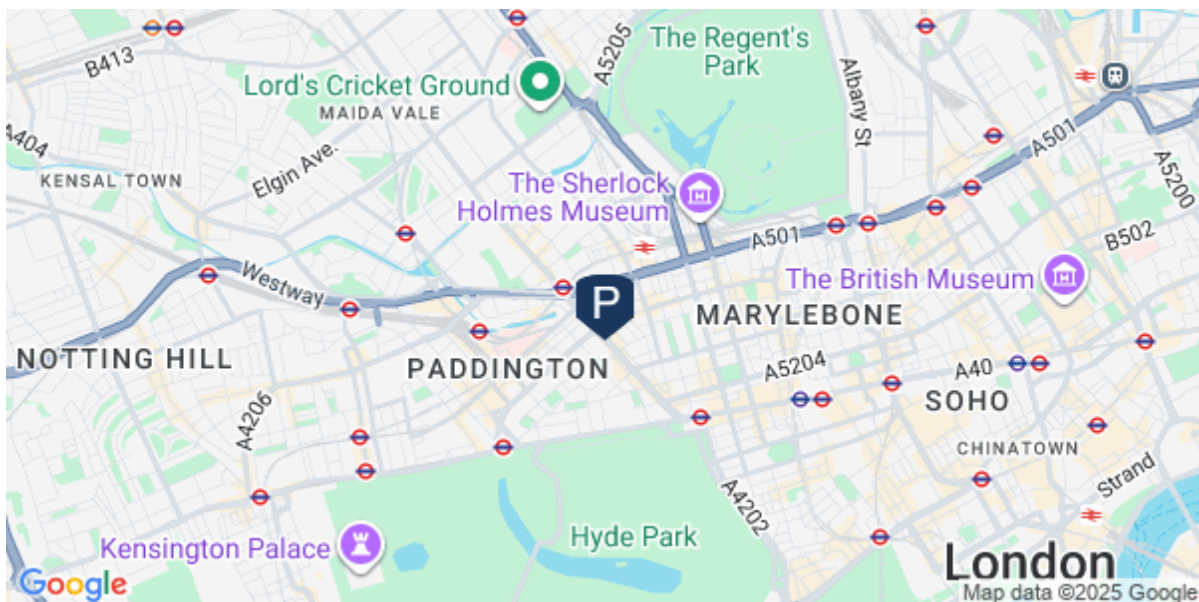 B413
A5205
The Regent's
Park
Lord's Cricket Ground
MAIDA VALE
Albany St
A501
A404
Elgin Ave.
KENSAL TOWN
A5200
The Sherlock
Holmes Museum
A501
B502
Westway
The British Museum
P
MARYLEBONE
NOTTING HILL
PADDINGTON
A5204
A40
SOHO
A4206
CHINATOWN
Strand
A4202
Hyde Park
Kensington Palace
London
Google
Map data ©2025 Google